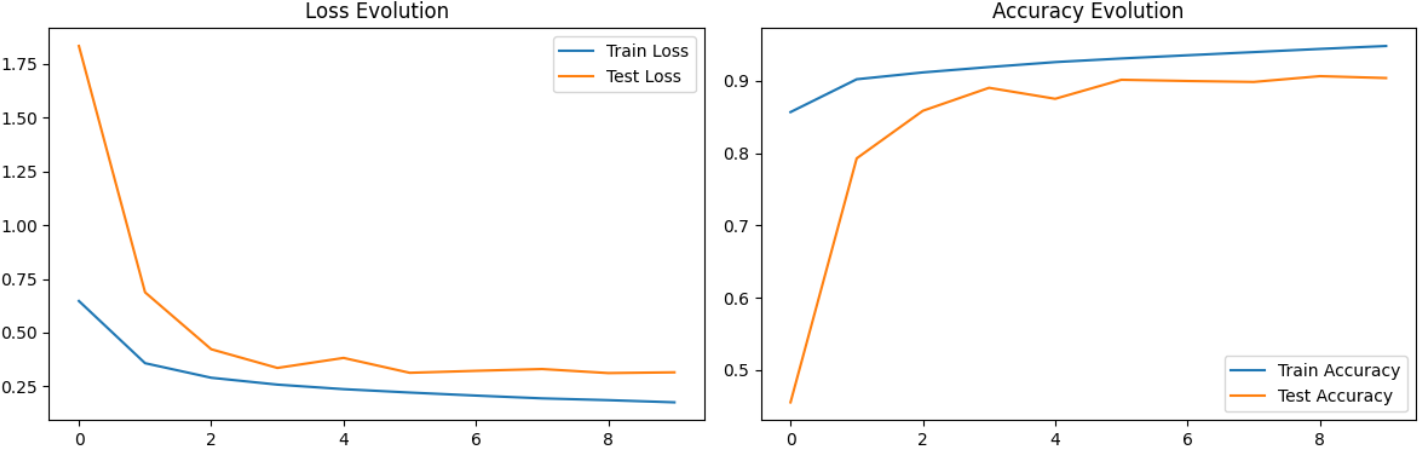 Loss Evolution
Train Loss
Test Loss
1.75
1.50
1.25
1.00
0.75
0.50
0.25
0 2 4 6 8
Accuracy Evolution
0.9
0.8
0.7
0.6
0.5
Train Accuracy
Test Accuracy
0 2 4 6 8